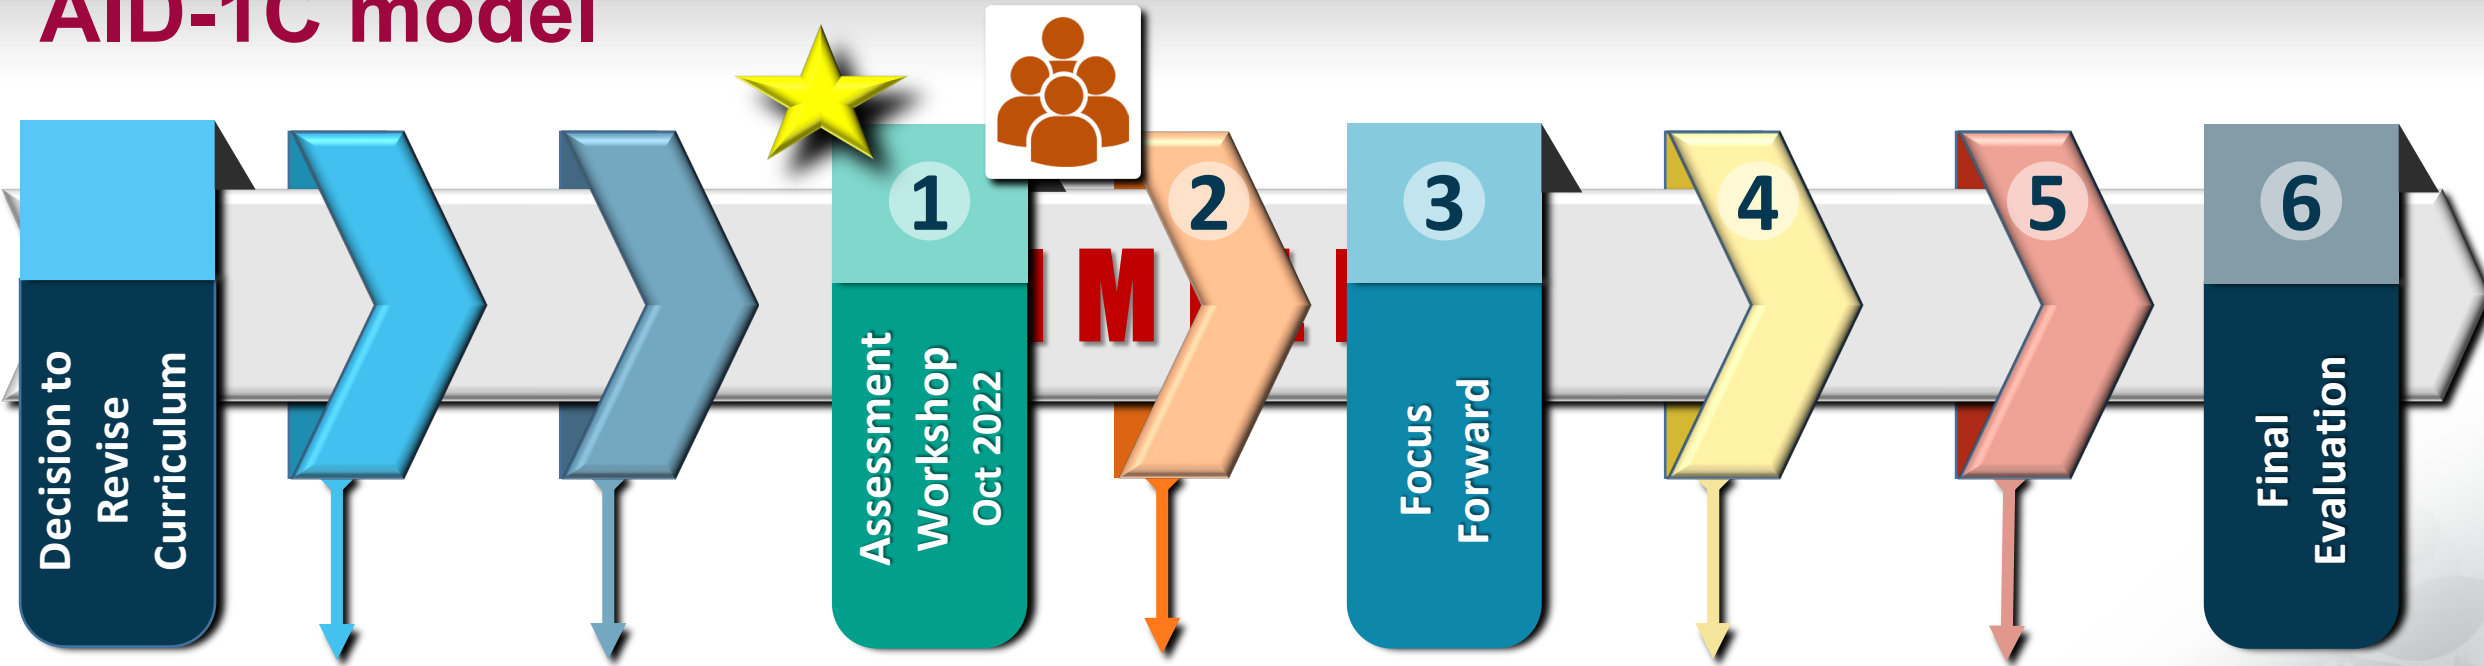 AID-1C model
1
2
3
4
5
6
M
Decision to
Revise
Curriculum
Assessment
Workshop
Oct 2022
Focus
Forward
Final
Evaluation